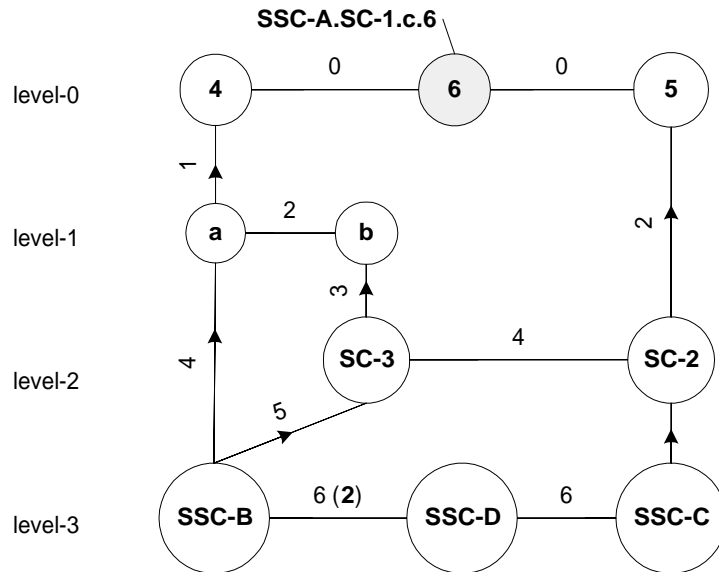 SSC-A.SC-1.c.6
0 0
level-0 4 6 5
1
2
level-1 a b
2
3
4
level-2 SC-3 SC-2
4
5
6 (2) 6
level-3 SSC-B SSC-D SSC-C